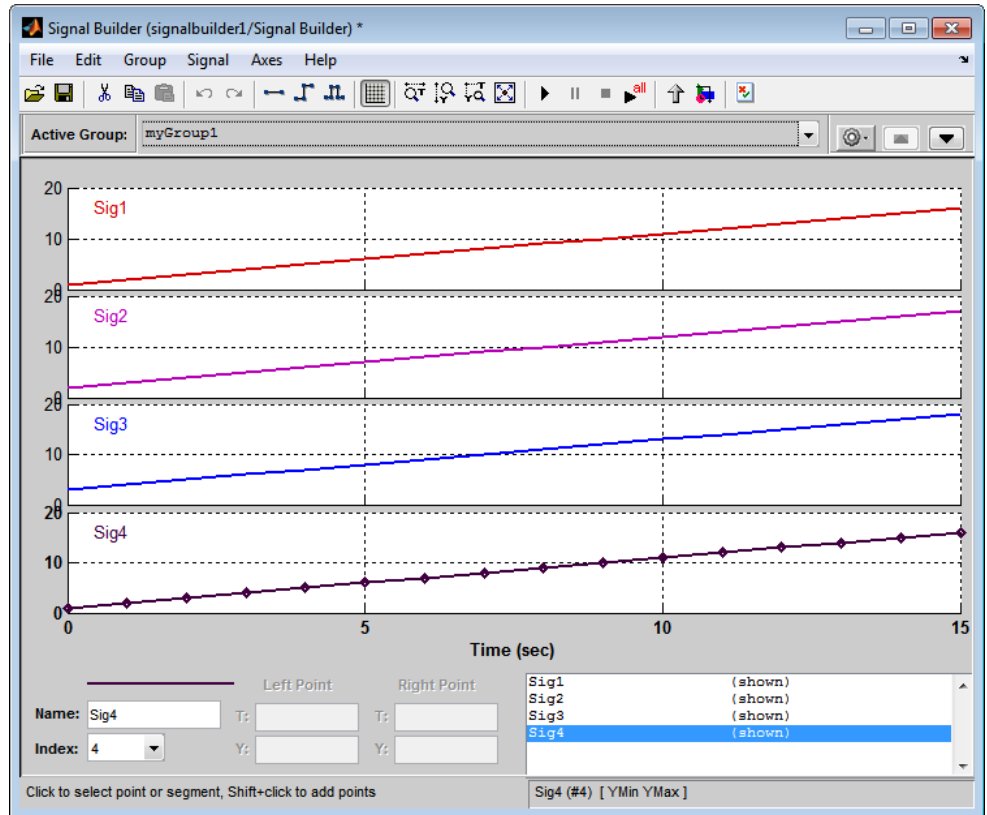 Signal Builder (signalbuilder1/Signal Builder) *
File Edit Group Signal Axes Help
all
Active Group: myGroup1
20
Sig1
10
0
20
Sig2
10
0
20
Sig3
10
0
20
Sig4
10
0
0 5 10 15
Time (sec)
Left Point Right Point
Name: Sig4 T: T:
Index: 4 Y: Y:
Sig1 (shown)
Sig2 (shown)
Sig3 (shown)
Sig4 (shown)
Click to select point or segment, Shift+click to add points
Sig4 (#4) [ YMin YMax ]